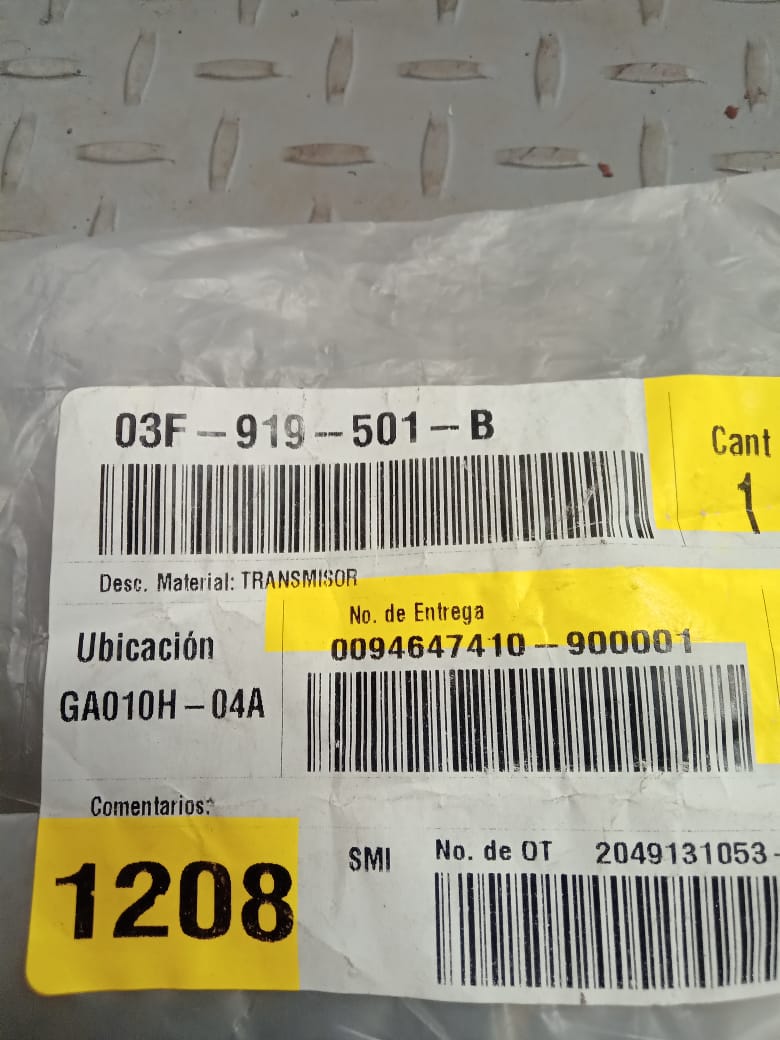 03F-919-501-B
Cant
1
Desc. Material: TRANSMISOR
No. de Entrega
Ubicación
0094647410-900001
GA010H-04A
Comentarios:
1208
SMI
No. de OT 2049131053-